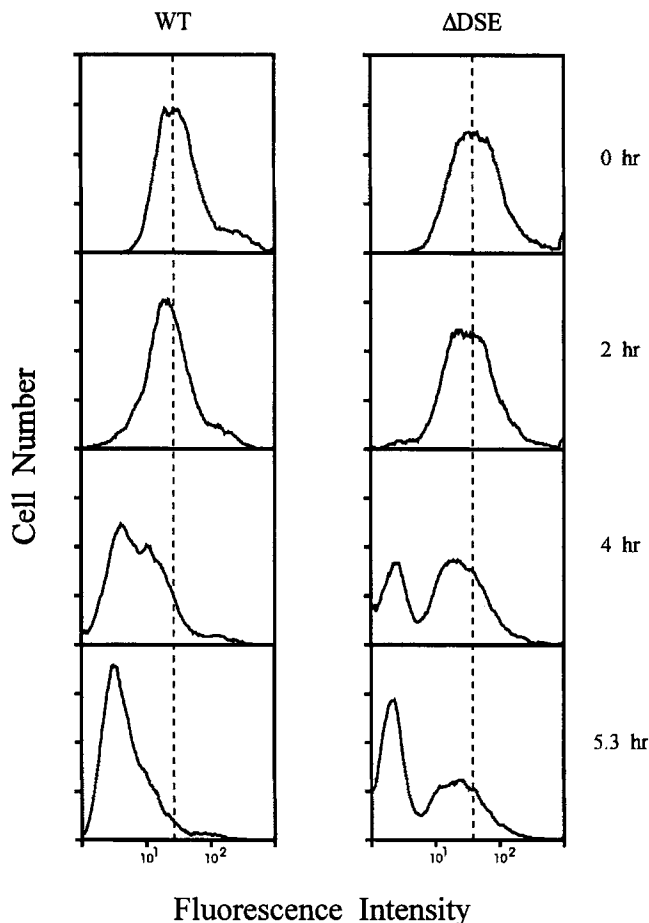 WT
ΔDSE
0 hr
2 hr
4 hr
5.3 hr
Cell Number
10¹ 10²
10¹ 10²
Fluorescence Intensity